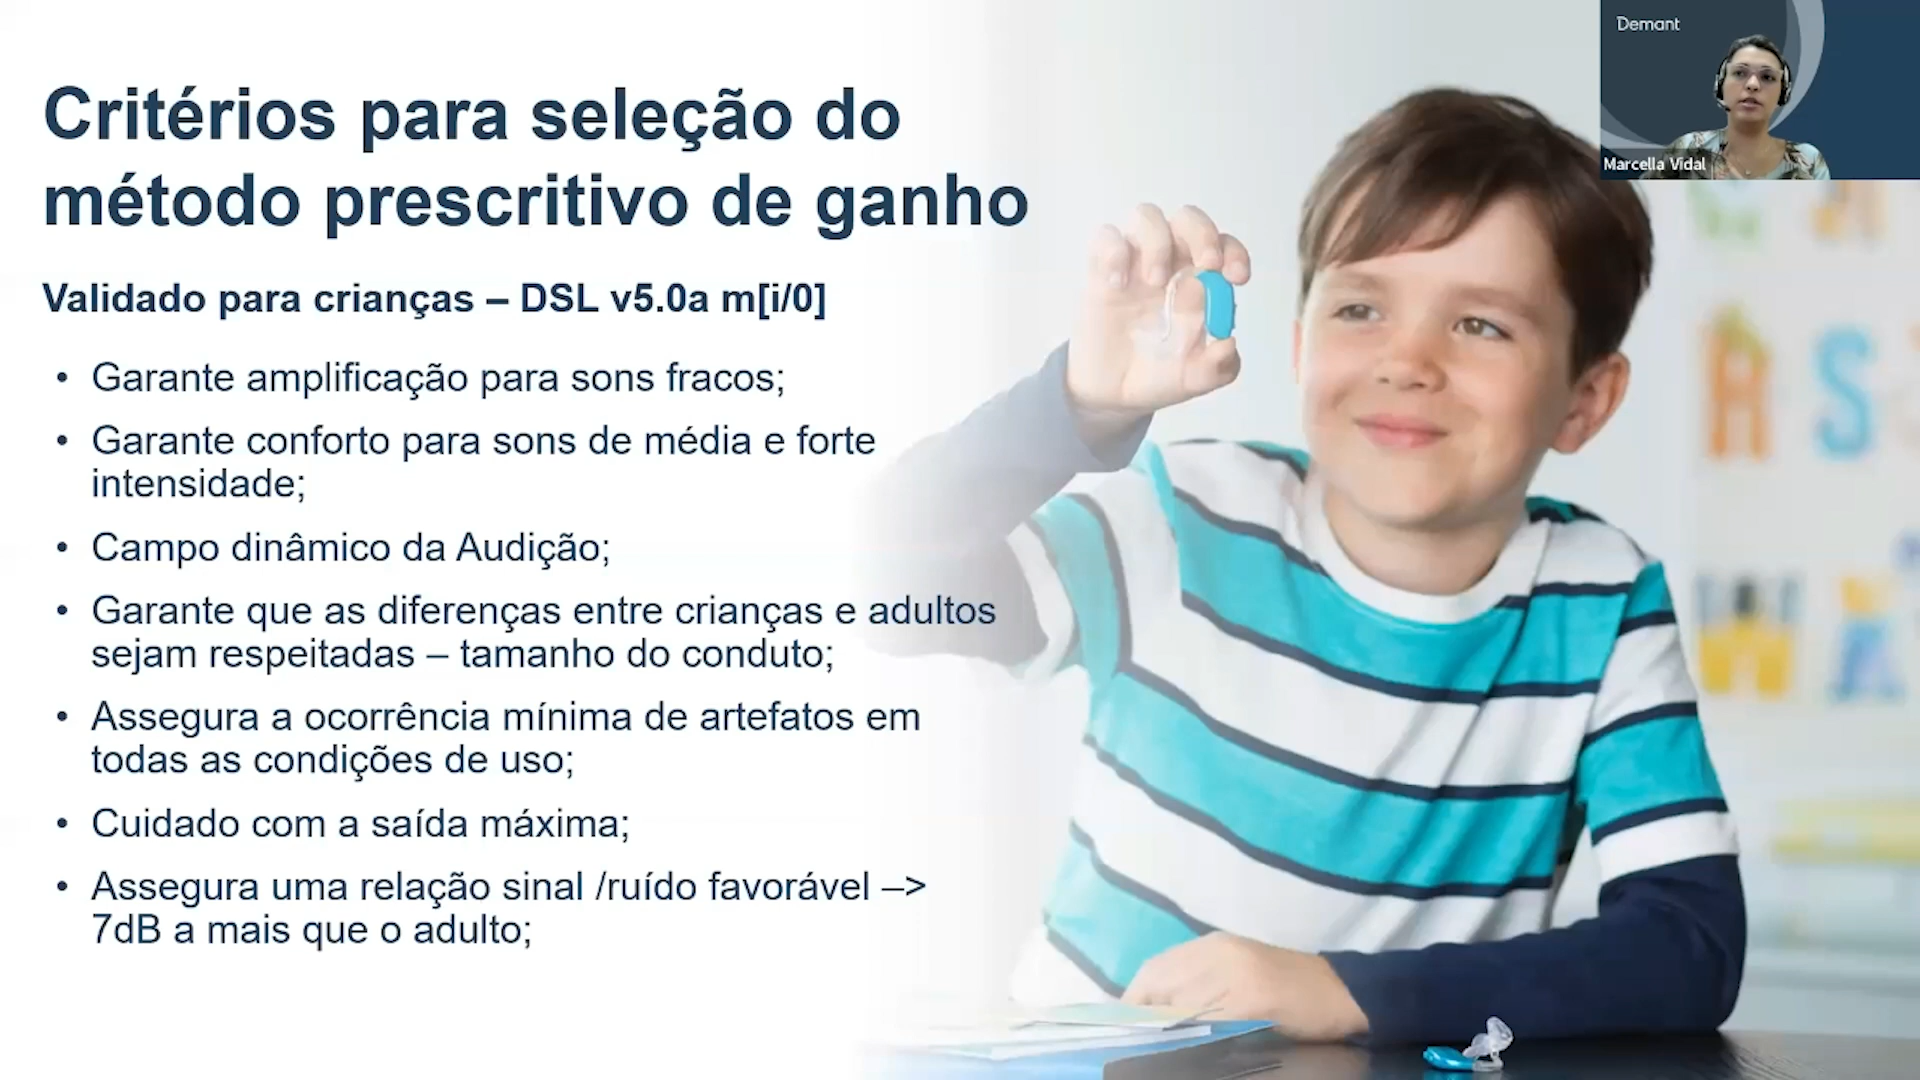 Critérios para seleção do
método prescritivo de ganho
Validado para crianças – DSL v5.0a m[i/0]
• Garante amplificação para sons fracos;
• Garante conforto para sons de média e forte
intensidade;
• Campo dinâmico da Audição;
• Garante que as diferenças entre crianças e adultos
sejam respeitadas – tamanho do conduto;
• Assegura a ocorrência mínima de artefatos em
todas as condições de uso;
• Cuidado com a saída máxima;
• Assegura uma relação sinal /ruído favorável –>
7dB a mais que o adulto;
Demant
Marcella Vidal